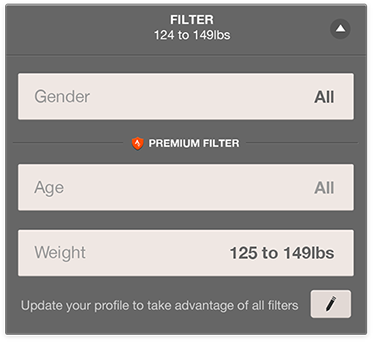 FILTER
124 to 149lbs
Gender All
PREMIUM FILTER
Age All
Weight 125 to 149lbs
Update your profile to take advantage of all filters